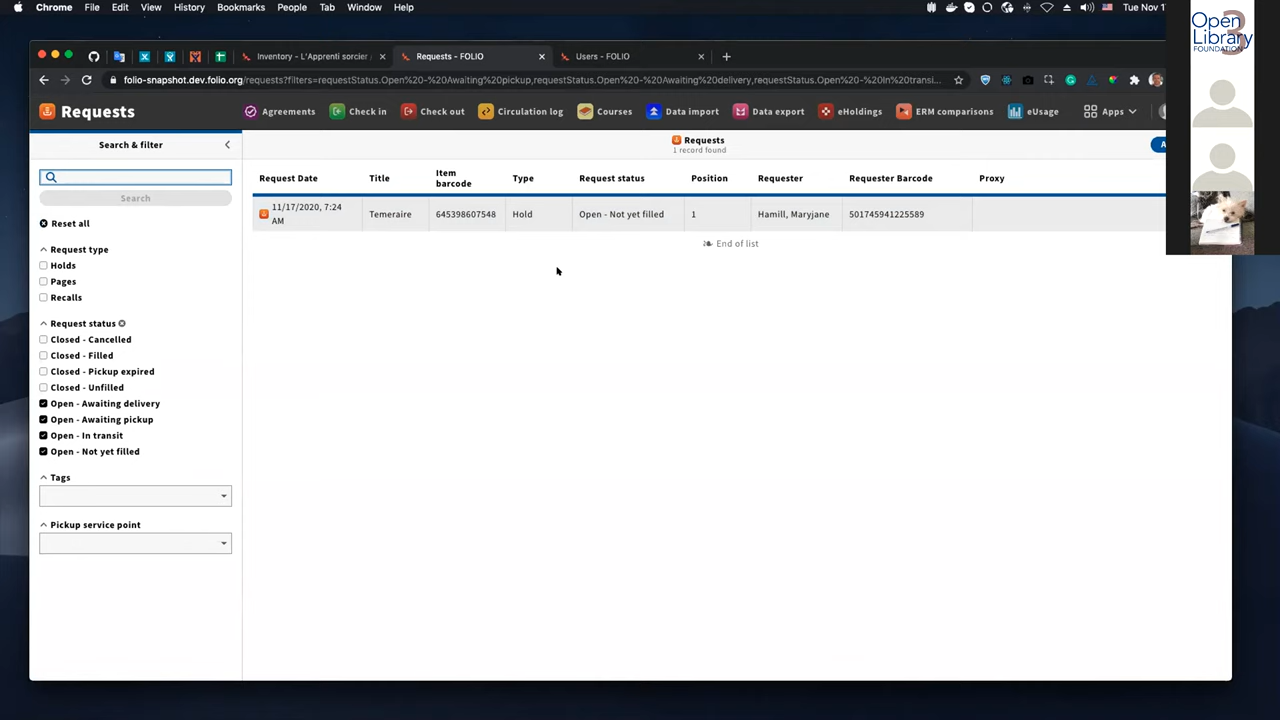 Chrome File Edit View History Bookmarks People Tab Window Help
Tue Nov 1
Open
Library
FOUNDATION
3
Inventory - L'Apprenti sorcier
Requests - FOLIO
Users - FOLIO
folio-snapshot.dev.folio.org/requests?filters=requestStatus.Open%20-%20Awaiting%20pickup,requestStatus.Open%20-%20Awaiting%20delivery,requestStatus.Open%20-%20In%20transi...
Requests
Agreements Check in Check out Circulation log Courses Data import Data export eHoldings ERM comparisons eUsage Apps
Search & filter
Requests
1 record found
A
Search
Reset all
Request type
Holds
Pages
Recalls
Request status
Closed - Cancelled
Closed - Filled
Closed - Pickup expired
Closed - Unfilled
Open - Awaiting delivery
Open - Awaiting pickup
Open - In transit
Open - Not yet filled
Tags
Pickup service point
Request Date Title Item barcode Type Request status Position Requester Requester Barcode Proxy
11/17/2020, 7:24 AM Temeraire 645398607548 Hold Open - Not yet filled 1 Hamill, Maryjane 501745941225589
End of list